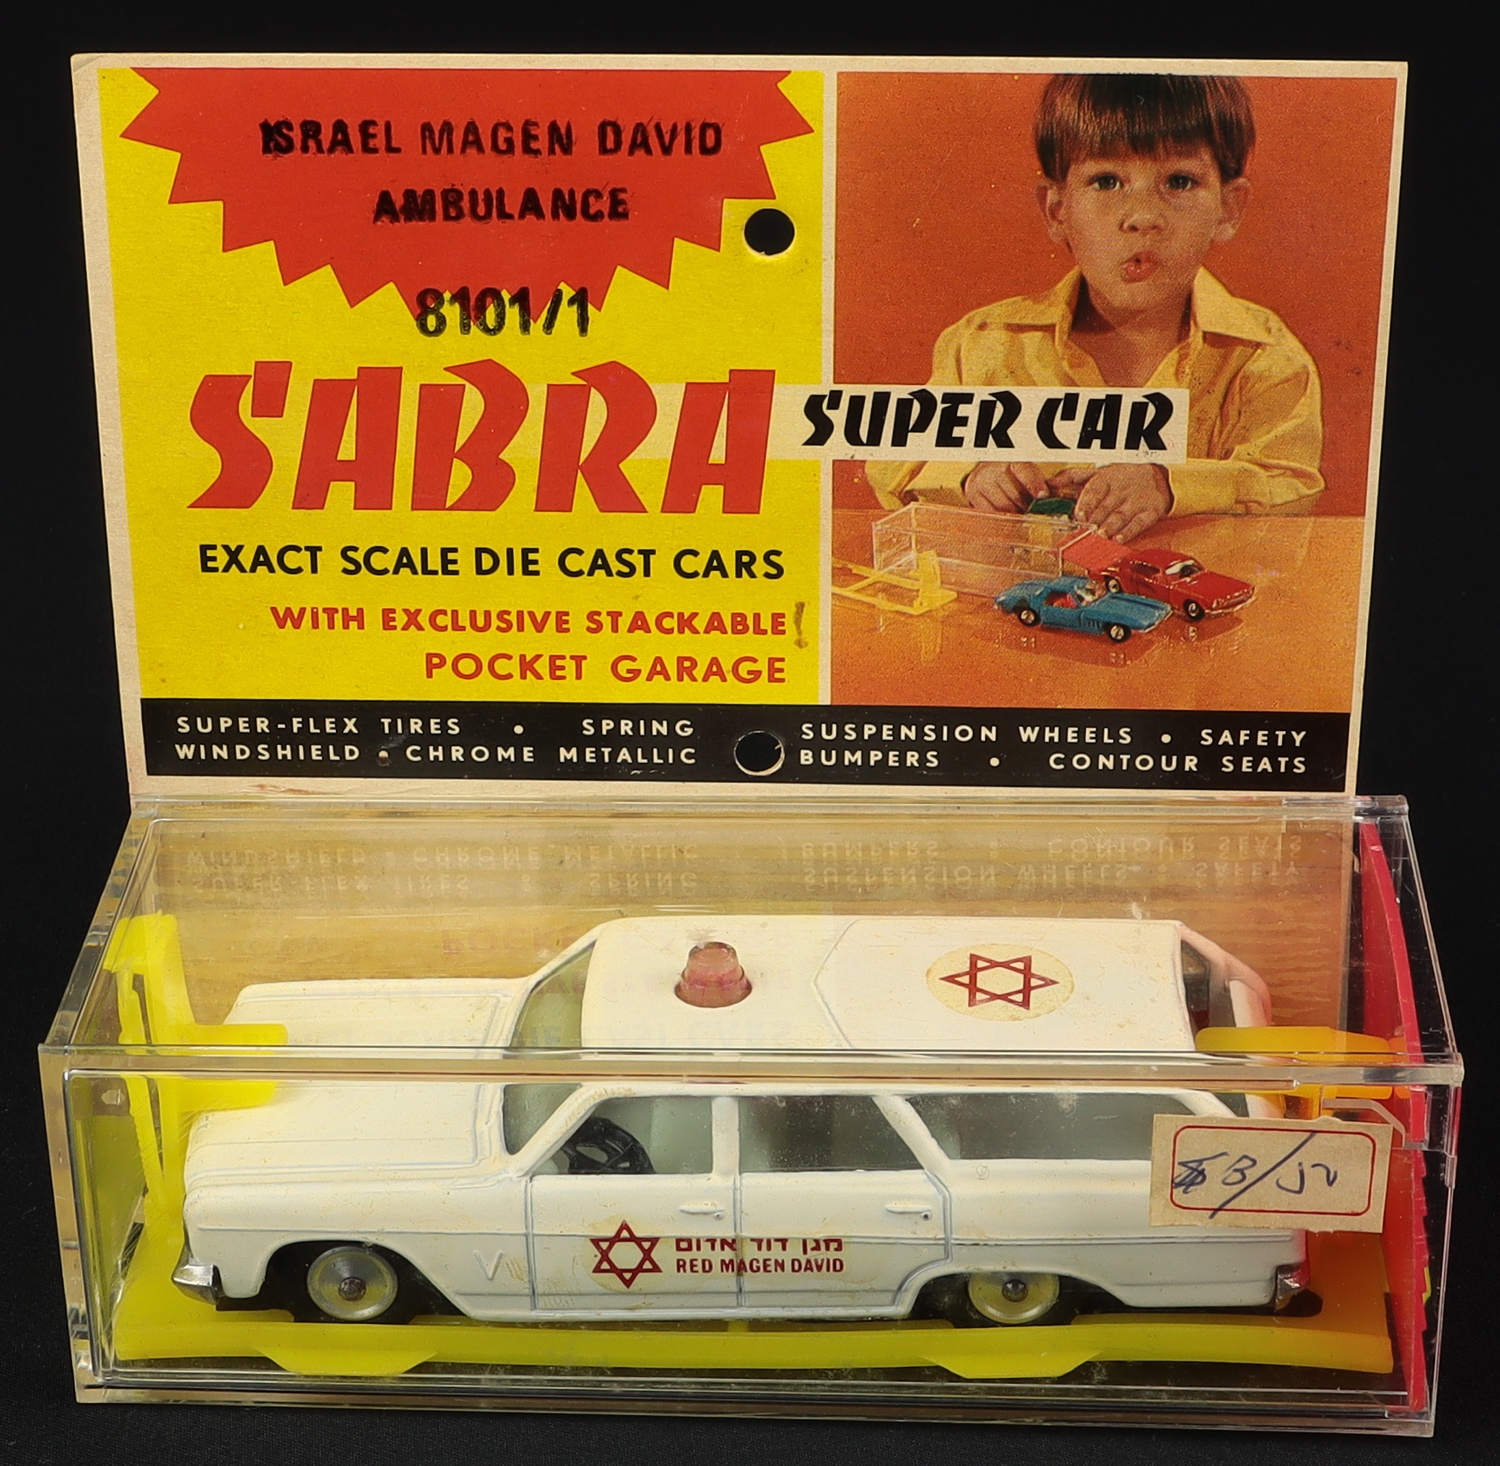 ISRAEL MAGEN DAVID
AMBULANCE
8101/1
SABRA SUPER CAR
EXACT SCALE DIE CAST CARS
WITH EXCLUSIVE STACKABLE
POCKET GARAGE
SUPER-FLEX TIRES • SPRING SUSPENSION WHEELS • SAFETY
WINDSHIELD • CHROME METALLIC BUMPERS • CONTOUR SEATS
מגן דוד אדום
RED MAGEN DAVID